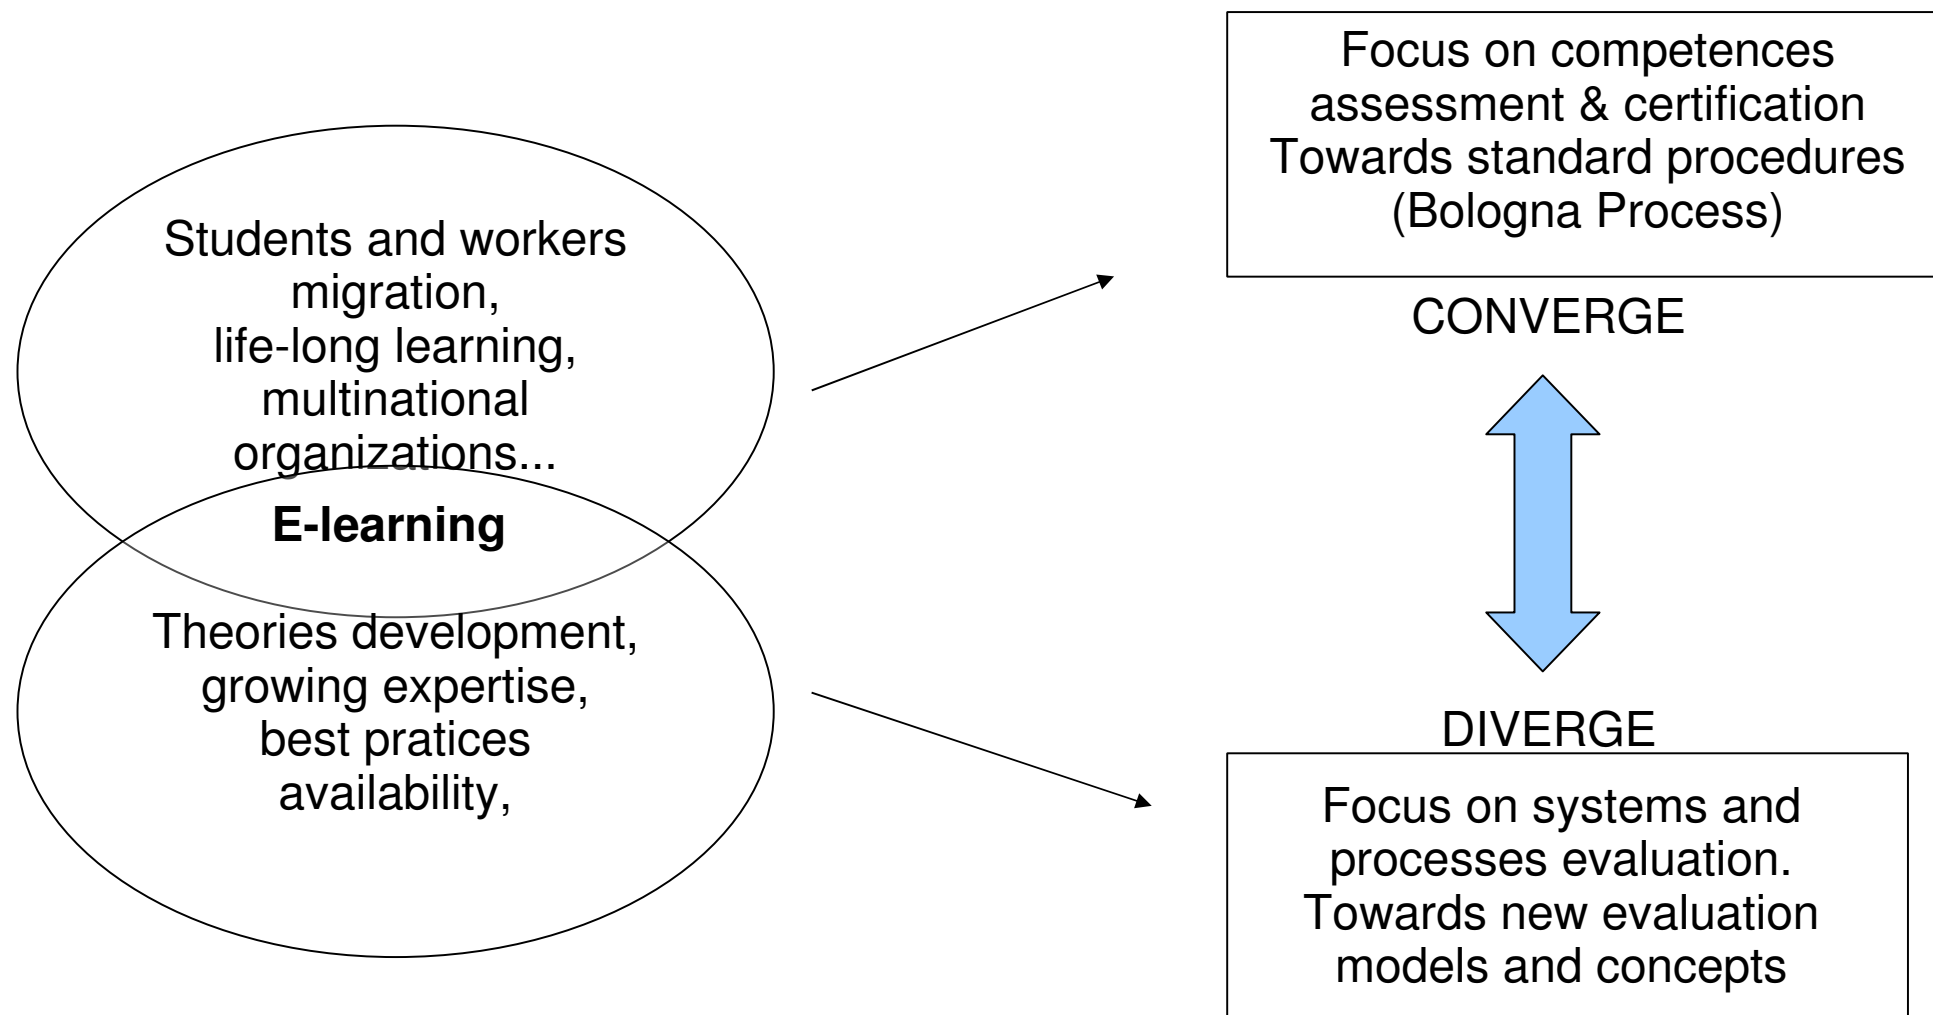 Students and workers
migration,
life-long learning,
multinational
organizations...
E-learning
Theories development,
growing expertise,
best pratices
availability,
Focus on competences
assessment & certification
Towards standard procedures
(Bologna Process)
CONVERGE
DIVERGE
Focus on systems and
processes evaluation.
Towards new evaluation
models and concepts